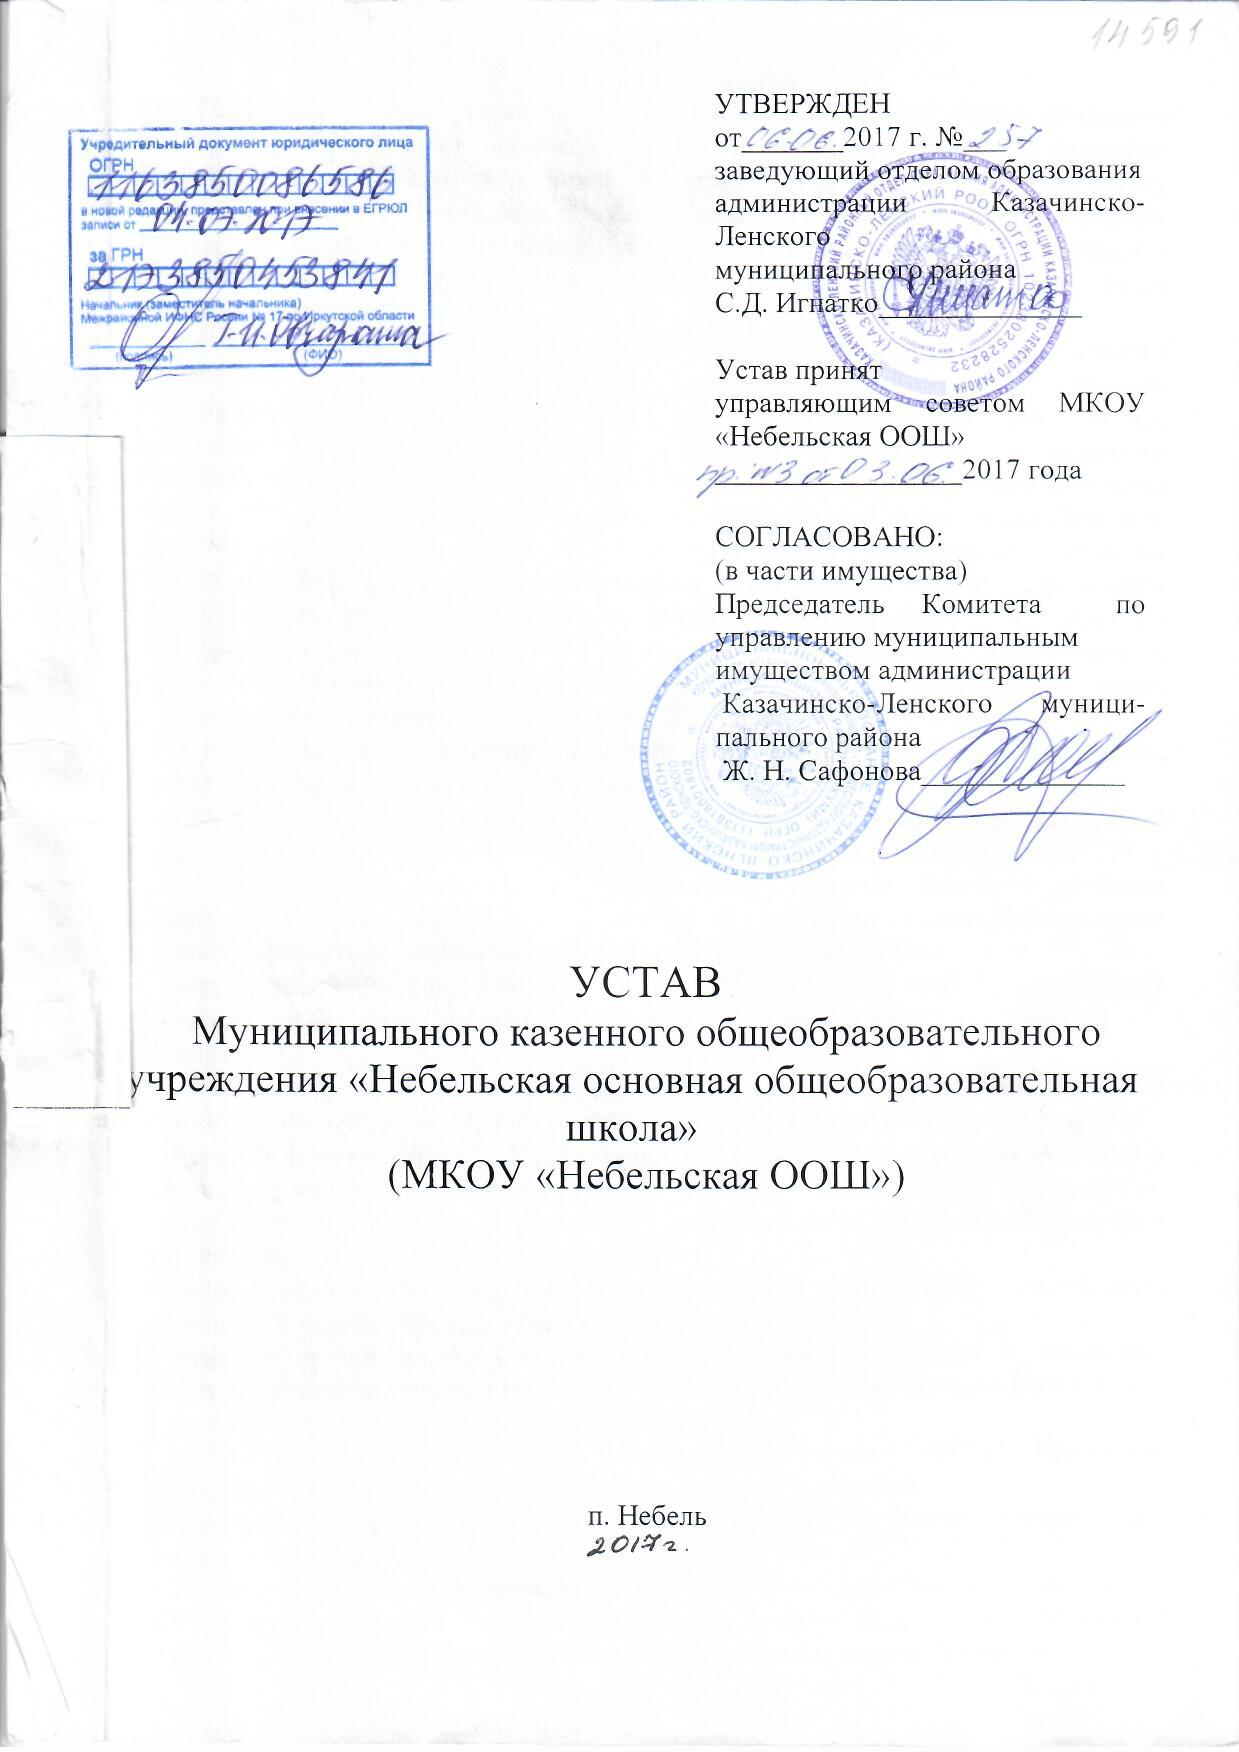 14591
Учредительный документ юридического лица
ОГРН
1163850086586
в новой редакции представлен при внесении в ЕГРЮЛ
записи от 04.07.2017
за ГРН
2173850453841
Начальник (заместитель начальника)
Межрайонной ИФНС России № 17 по Иркутской области
(подпись) (ФИО)
УТВЕРЖДЕН
от 06.06. 2017 г. № 257
заведующий отделом образования
администрации Казачинско-
Ленского
муниципального района
С.Д. Игнатко
Устав принят
управляющим советом МКОУ
«Небельская ООШ»
пр. №3 от 03.06. 2017 года
СОГЛАСОВАНО:
(в части имущества)
Председатель Комитета по
управлению муниципальным
имуществом администрации
Казачинско-Ленского муници-
пального района
Ж. Н. Сафонова
УСТАВ
Муниципального казенного общеобразовательного
учреждения «Небельская основная общеобразовательная
школа»
(МКОУ «Небельская ООШ»)
п. Небель
2017г.